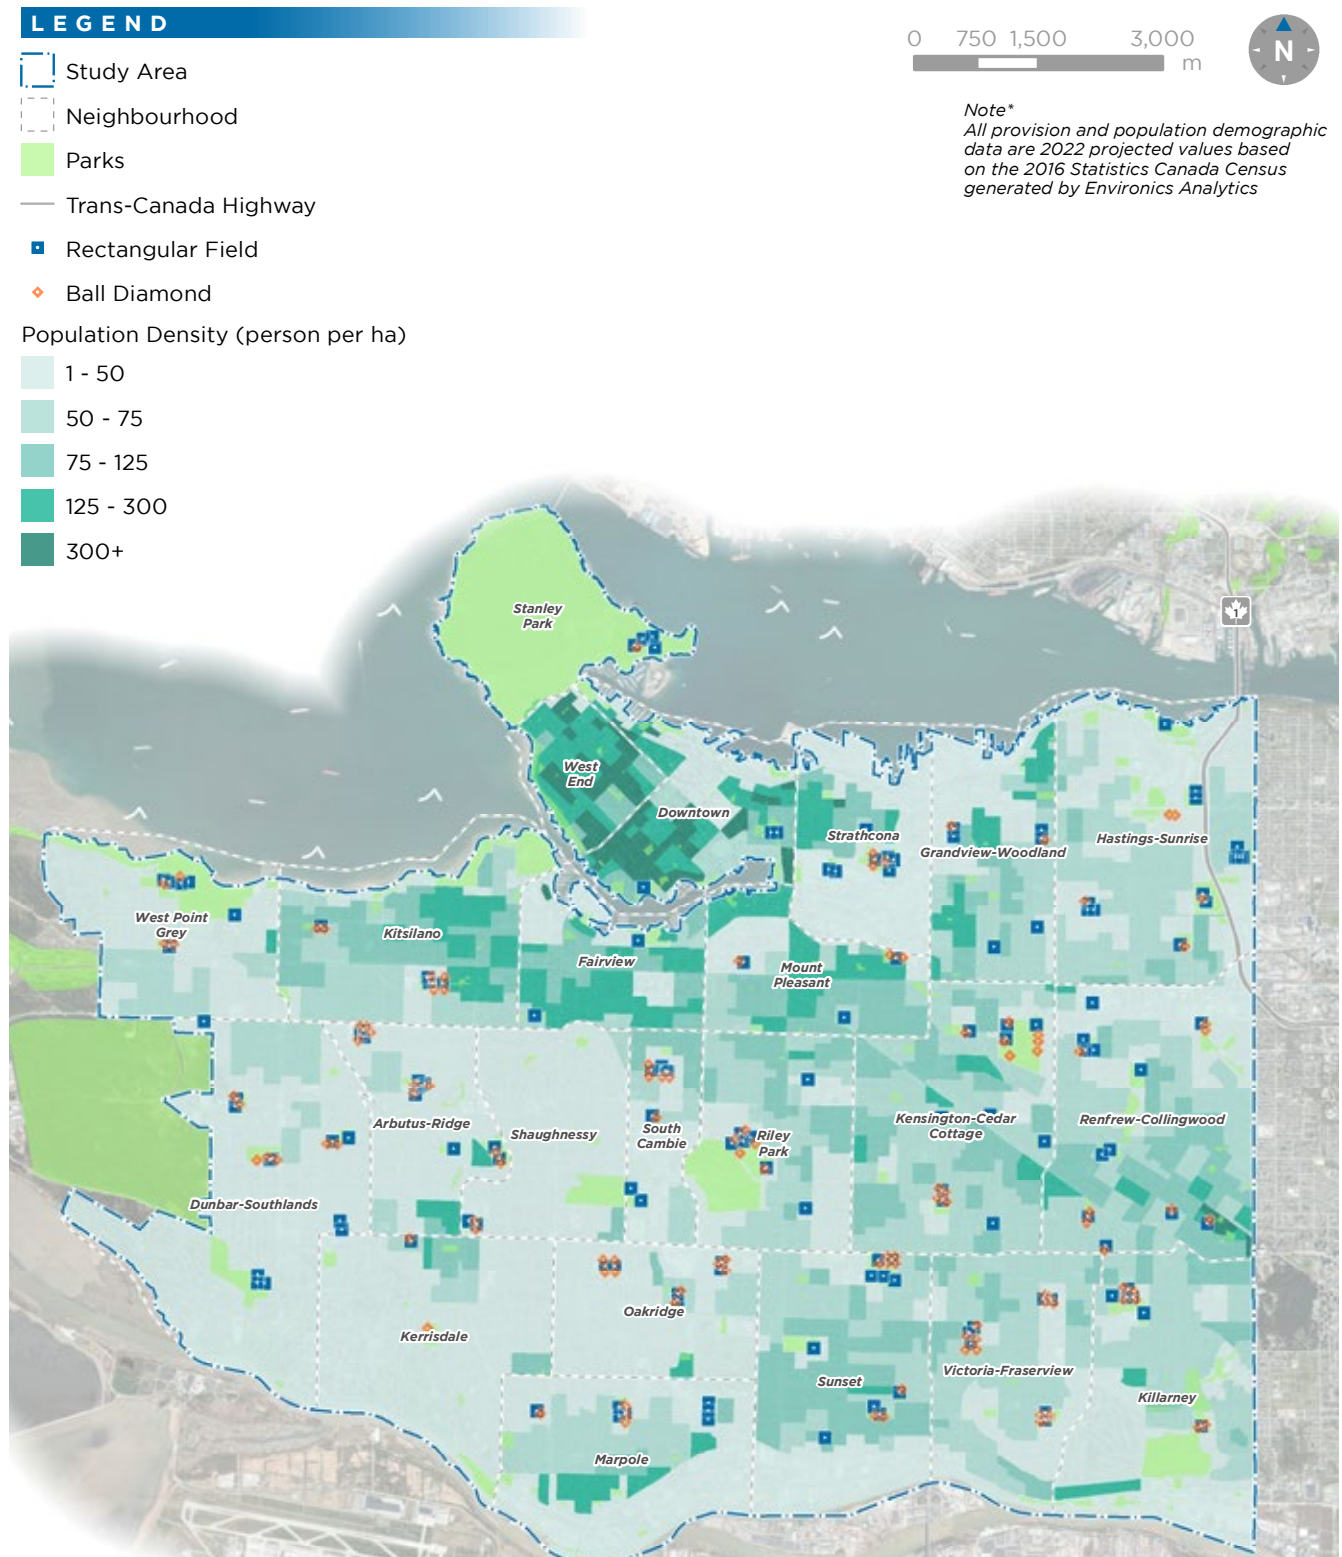 LEGEND
Study Area
Neighbourhood
Parks
Trans-Canada Highway
Rectangular Field
Ball Diamond
Population Density (person per ha)
1 - 50
50 - 75
75 - 125
125 - 300
300+
0 750 1,500 3,000
m
N
Note*
All provision and population demographic
data are 2022 projected values based
on the 2016 Statistics Canada Census
generated by Environics Analytics
Stanley
Park
1
West
End
Downtown
Strathcona
Grandview-Woodland
Hastings-Sunrise
West Point
Grey
Kitsilano
Fairview
Mount
Pleasant
Arbutus-Ridge
Shaughnessy
South
Cambie
Riley
Park
Kensington-Cedar
Cottage
Renfrew-Collingwood
Dunbar-Southlands
Oakridge
Kerrisdale
Sunset
Victoria-Fraserview
Killarney
Marpole